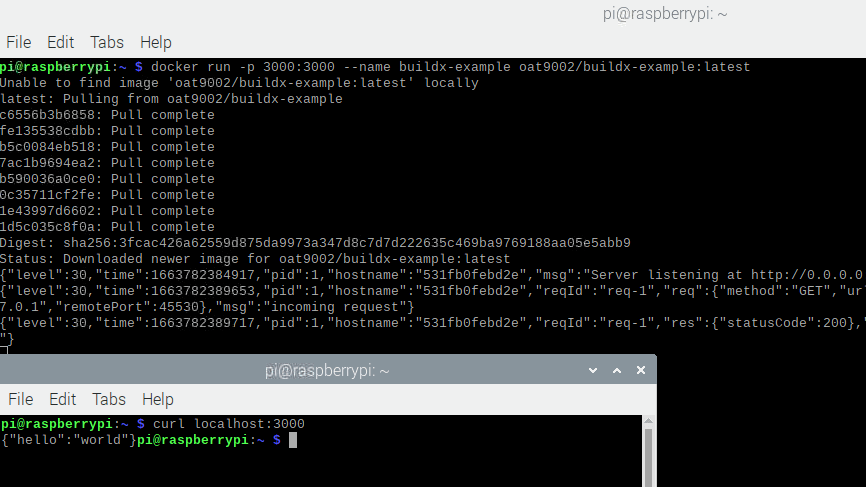 pi@raspberrypi: ~
File Edit Tabs Help
pi@raspberrypi:~ $ docker run -p 3000:3000 --name buildx-example oat9002/buildx-example:latest
Unable to find image 'oat9002/buildx-example:latest' locally
latest: Pulling from oat9002/buildx-example
c6556b3b6858: Pull complete
fe135538cdbb: Pull complete
b5c0084eb518: Pull complete
7ac1b9694ea2: Pull complete
b590036a0ce0: Pull complete
0c35711cf2fe: Pull complete
1e43997d6602: Pull complete
1d5c035c8f0a: Pull complete
Digest: sha256:3fcac426a62559d875da9973a347d8c7d7d222635c469ba9769188aa05e5abb9
Status: Downloaded newer image for oat9002/buildx-example:latest
{"level":30,"time":1663782384917,"pid":1,"hostname":"531fb0febd2e","msg":"Server listening at http://0.0.0.0
{"level":30,"time":1663782389653,"pid":1,"hostname":"531fb0febd2e","reqId":"req-1","req":{"method":"GET","ur
7.0.1","remotePort":45530},"msg":"incoming request"}
{"level":30,"time":1663782389717,"pid":1,"hostname":"531fb0febd2e","reqId":"req-1","res":{"statusCode":200},"
"}
pi@raspberrypi: ~
File Edit Tabs Help
pi@raspberrypi:~ $ curl localhost:3000
{"hello":"world"}pi@raspberrypi:~ $